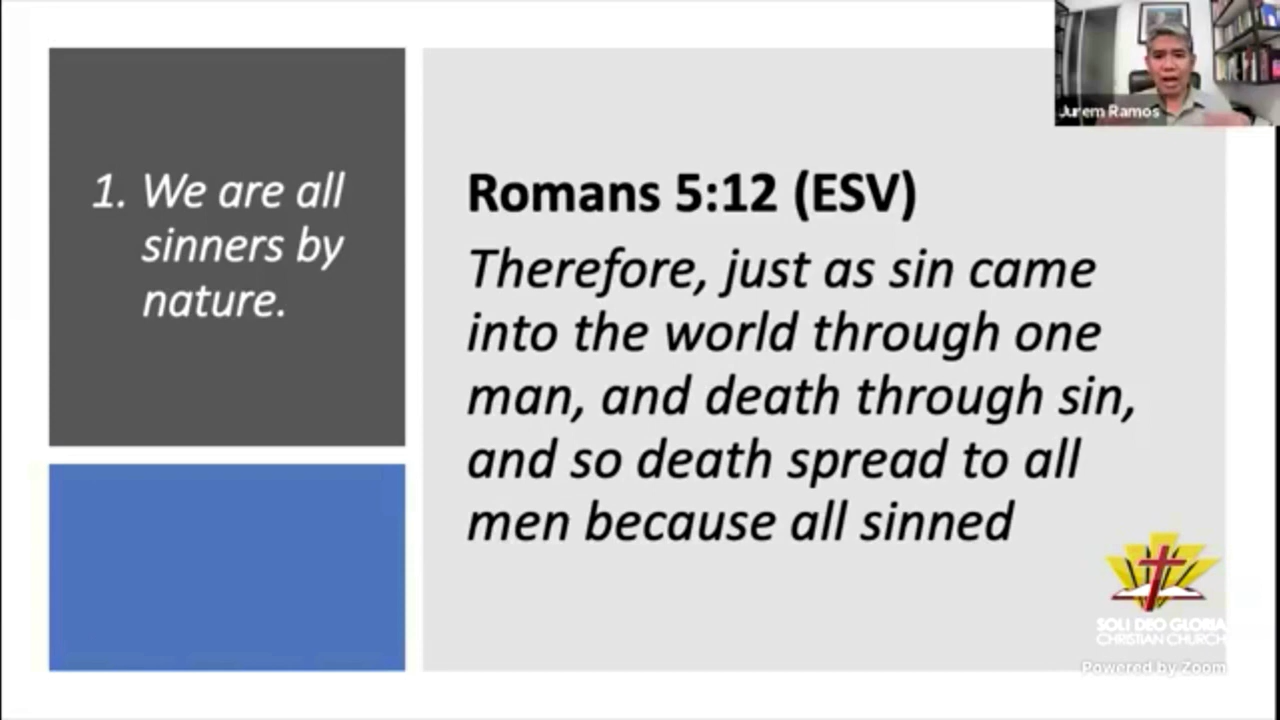 1. We are all
sinners by
nature.
Romans 5:12 (ESV)
Therefore, just as sin came
into the world through one
man, and death through sin,
and so death spread to all
men because all sinned
Jurem Ramos
SOLI DEO GLORIA
CHRISTIAN CHURCH
Powered by Zoom